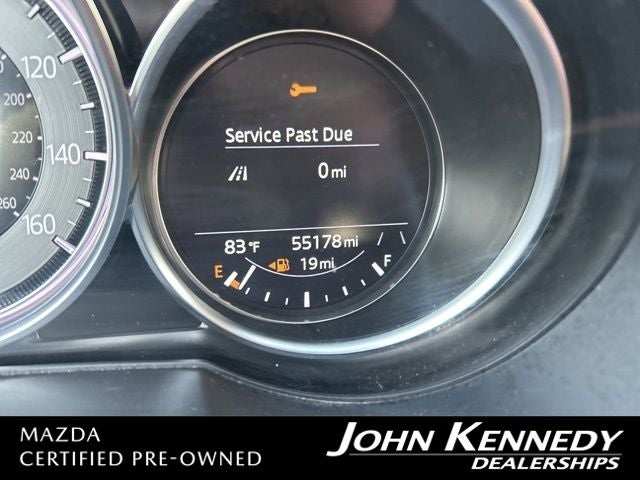 120
200
220
140
240
260
160
Service Past Due
0 mi
83°F 55178 mi
E 19 mi F
MAZDA
CERTIFIED PRE-OWNED
JOHN KENNEDY
DEALERSHIPS